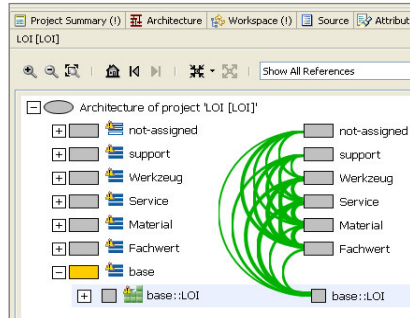 Project Summary (!) Architecture Workspace (!) Source Attribut
LOI [LOI]
Show All References
Architecture of project 'LOI [LOI]'
not-assigned not-assigned
support support
Werkzeug Werkzeug
Service Service
Material Material
Fachwert Fachwert
base
base::LOI base::LOI